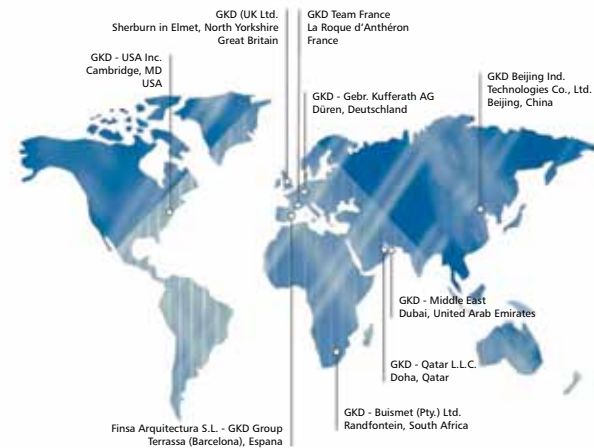 GKD (UK Ltd.
Sherburn in Elmet, North Yorkshire
Great Britain
GKD Team France
La Roque d'Anthéron
France
GKD - USA Inc.
Cambridge, MD
USA
GKD - Gebr. Kufferath AG
Düren, Deutschland
GKD Beijing Ind.
Technologies Co., Ltd.
Beijing, China
GKD - Middle East
Dubai, United Arab Emirates
GKD - Qatar L.L.C.
Doha, Qatar
GKD - Buismet (Pty.) Ltd.
Randfontein, South Africa
Finsa Arquitectura S.L. - GKD Group
Terrassa (Barcelona), Espana